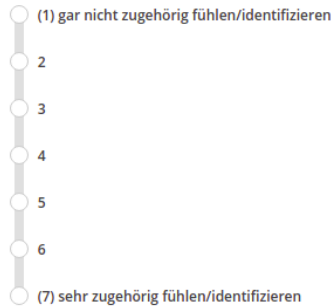 (1) gar nicht zugehörig fühlen/identifizieren
2
3
4
5
6
(7) sehr zugehörig fühlen/identifizieren